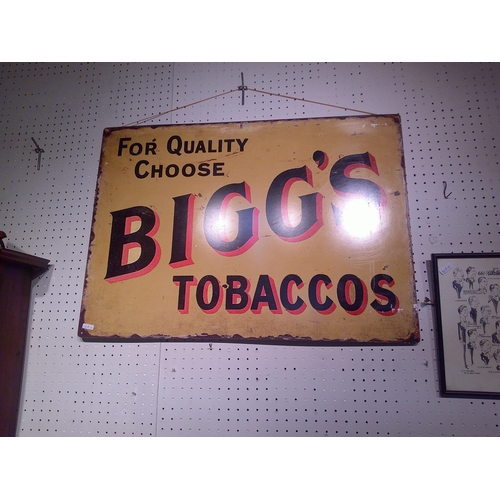 FOR QUALITY
CHOOSE
BIGG'S
TOBACCOS